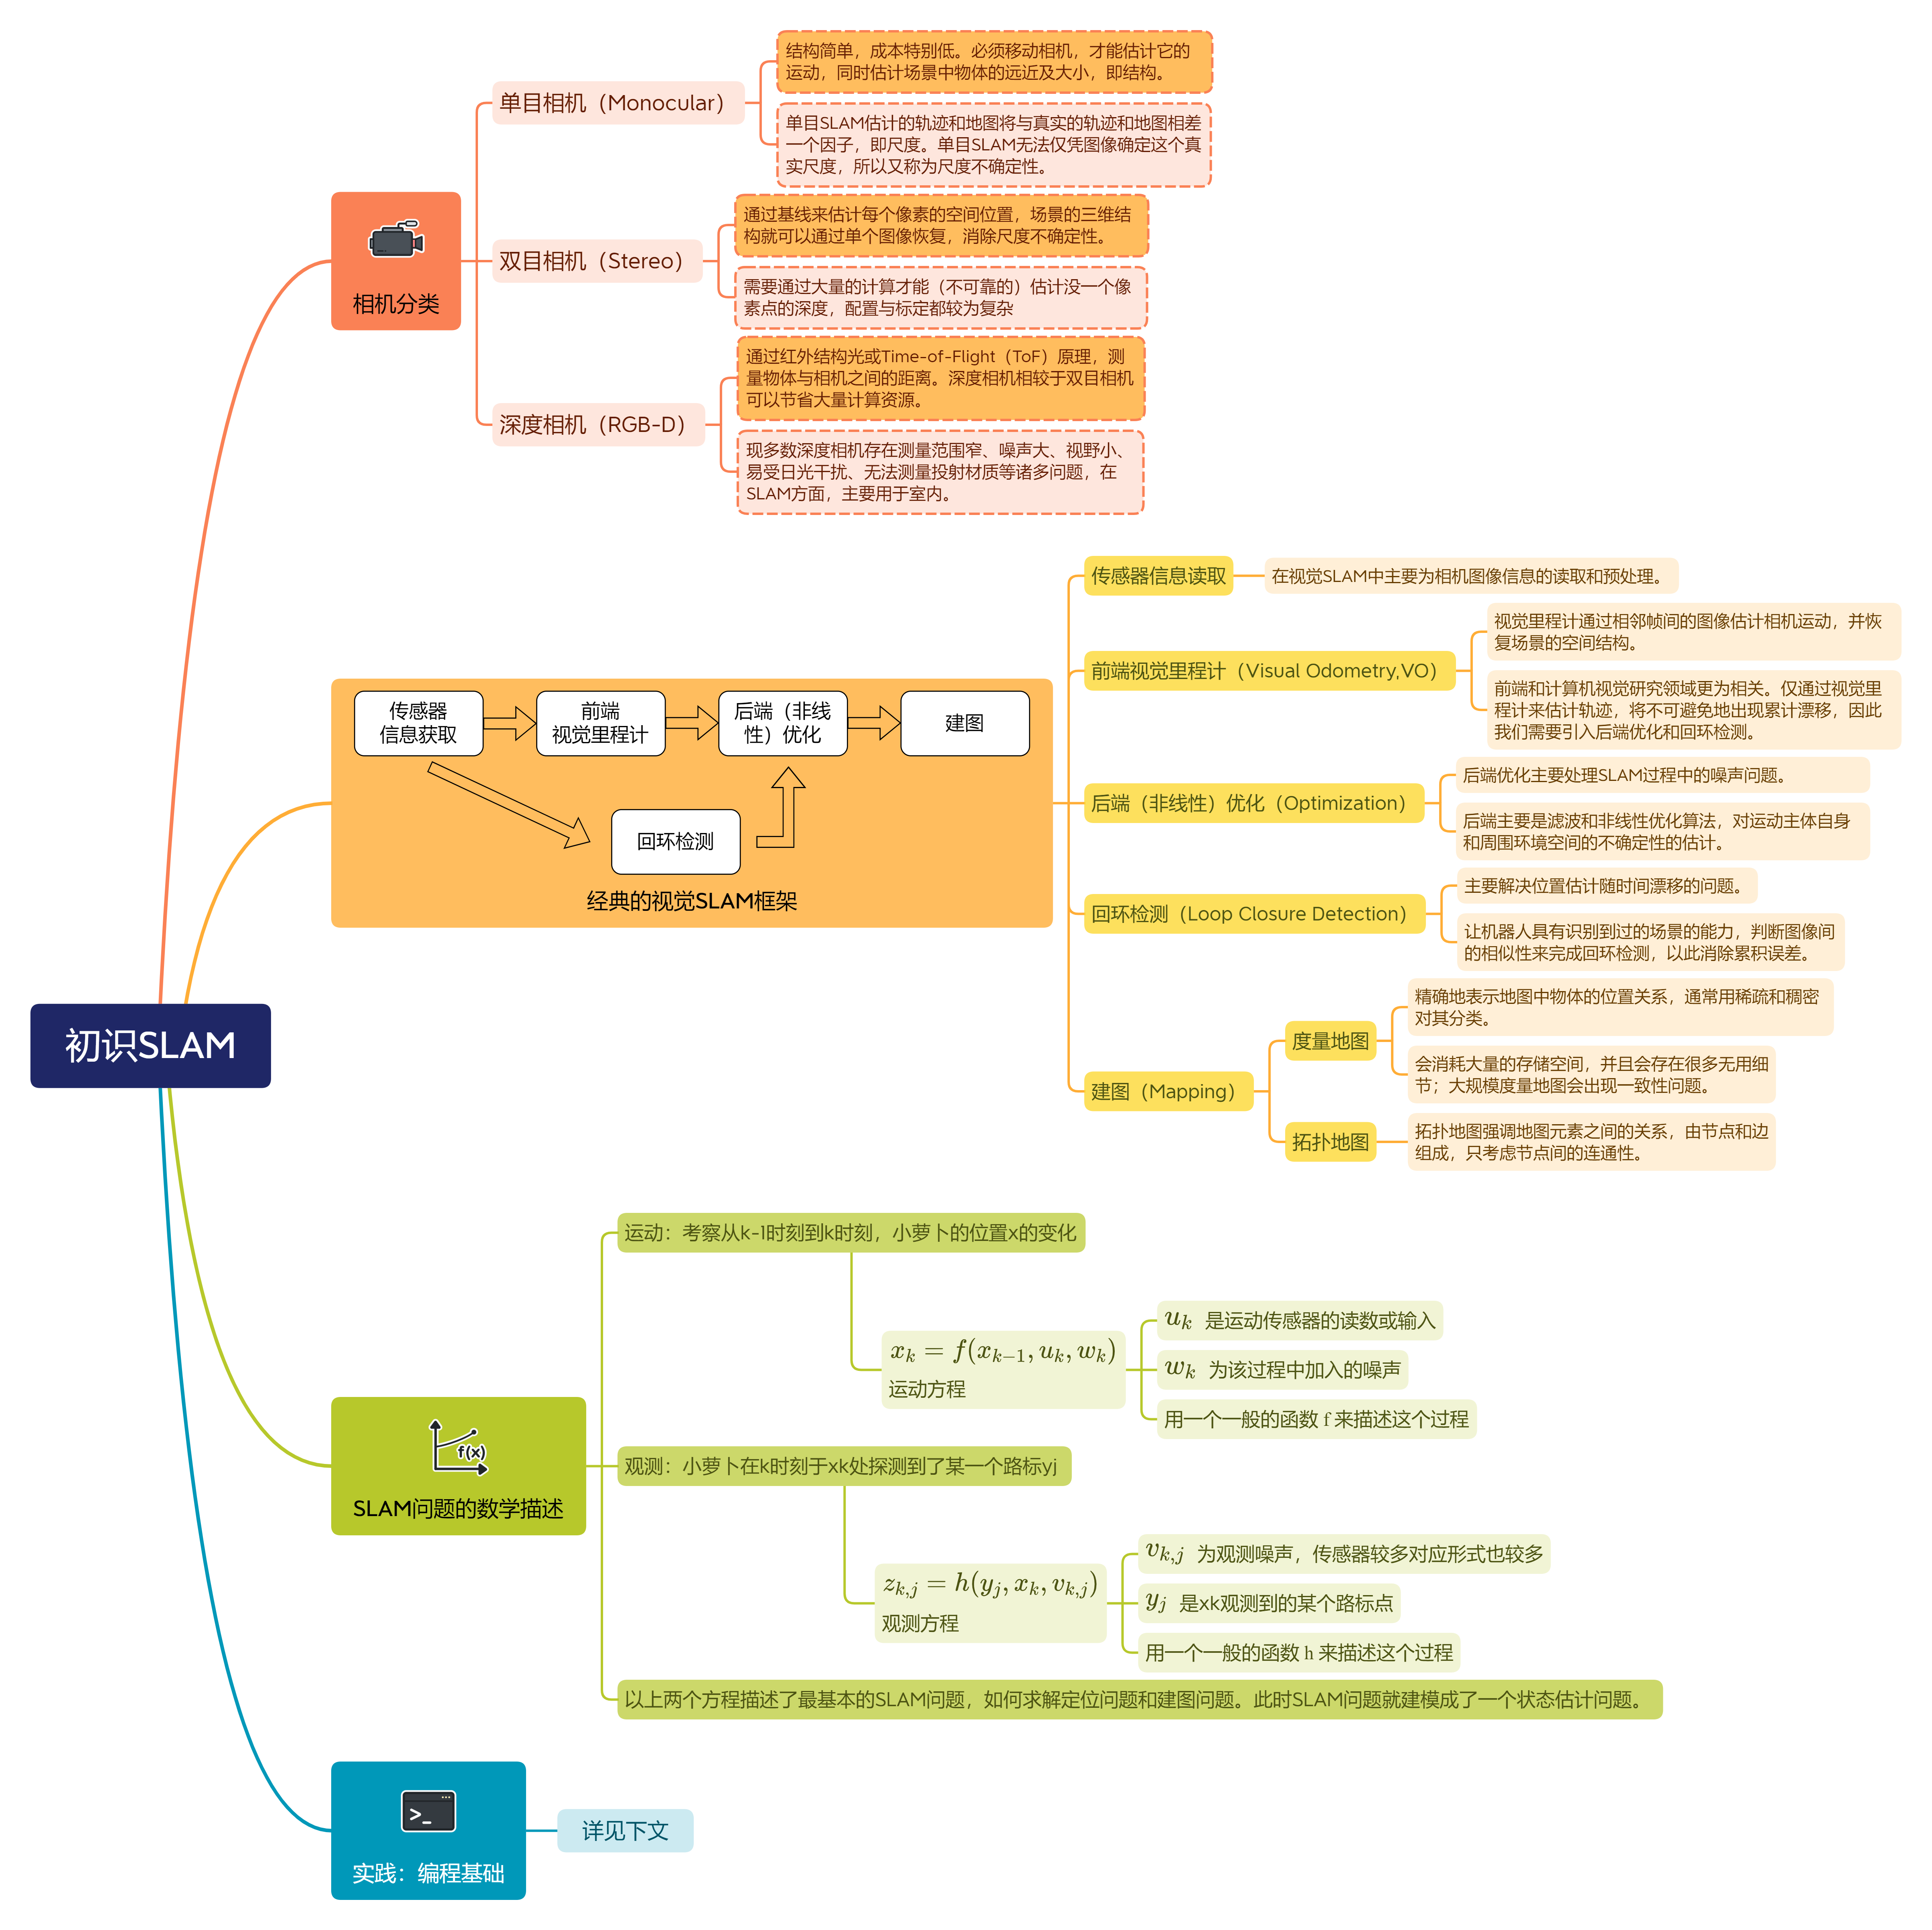 初识SLAM
相机分类
单目相机（Monocular）
结构简单，成本特别低。必须移动相机，才能估计它的
运动，同时估计场景中物体的远近及大小，即结构。
单目SLAM估计的轨迹和地图将与真实的轨迹和地图相差
一个因子，即尺度。单目SLAM无法仅凭图像确定这个真
实尺度，所以又称为尺度不确定性。
双目相机（Stereo）
通过基线来估计每个像素的空间位置，场景的三维结
构就可以通过单个图像恢复，消除尺度不确定性。
需要通过大量的计算才能（不可靠的）估计没一个像
素点的深度，配置与标定都较为复杂
深度相机（RGB-D）
通过红外结构光或Time-of-Flight（ToF）原理，测
量物体与相机之间的距离。深度相机相较于双目相机
可以节省大量计算资源。
现多数深度相机存在测量范围窄、噪声大、视野小、
易受日光干扰、无法测量投射材质等诸多问题，在
SLAM方面，主要用于室内。
传感器
信息获取
前端
视觉里程计
后端（非线
性）优化
建图
回环检测
经典的视觉SLAM框架
传感器信息读取
在视觉SLAM中主要为相机图像信息的读取和预处理。
前端视觉里程计（Visual Odometry,VO）
视觉里程计通过相邻帧间的图像估计相机运动，并恢
复场景的空间结构。
前端和计算机视觉研究领域更为相关。仅通过视觉里
程计来估计轨迹，将不可避免地出现累计漂移，因此
我们需要引入后端优化和回环检测。
后端（非线性）优化（Optimization）
后端优化主要处理SLAM过程中的噪声问题。
后端主要是滤波和非线性优化算法，对运动主体自身
和周围环境空间的不确定性的估计。
回环检测（Loop Closure Detection）
主要解决位置估计随时间漂移的问题。
让机器人具有识别到过的场景的能力，判断图像间
的相似性来完成回环检测，以此消除累积误差。
建图（Mapping）
度量地图
精确地表示地图中物体的位置关系，通常用稀疏和稠密
对其分类。
会消耗大量的存储空间，并且会存在很多无用细
节；大规模度量地图会出现一致性问题。
拓扑地图
拓扑地图强调地图元素之间的关系，由节点和边
组成，只考虑节点间的连通性。
f(x)
SLAM问题的数学描述
运动：考察从k-1时刻到k时刻，小萝卜的位置x的变化
$x_k = f(x_{k-1}, u_k, w_k)$
运动方程
$u_k$ 是运动传感器的读数或输入
$w_k$ 为该过程中加入的噪声
用一个一般的函数 f 来描述这个过程
观测：小萝卜在k时刻于xk处探测到了某一个路标yj
$z_{k,j} = h(y_j, x_k, v_{k,j})$
观测方程
$v_{k,j}$ 为观测噪声，传感器较多对应形式也较多
$y_j$ 是xk观测到的某个路标点
用一个一般的函数 h 来描述这个过程
以上两个方程描述了最基本的SLAM问题，如何求解定位问题和建图问题。此时SLAM问题就建模成了一个状态估计问题。
>_
实践：编程基础
详见下文